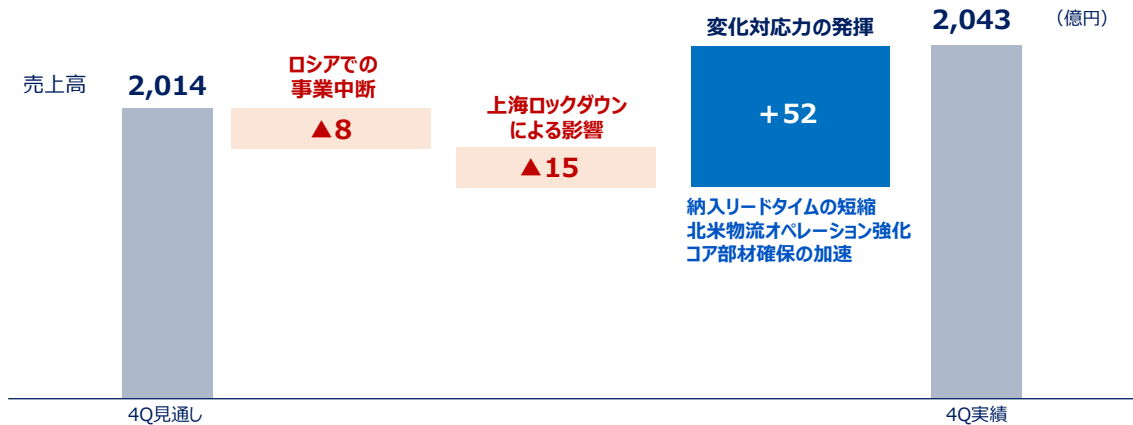 (億円)
売上高
2,014
ロシアでの
事業中断
▲8
上海ロックダウン
による影響
▲15
変化対応力の発揮
+52
納入リードタイムの短縮
北米物流オペレーション強化
コア部材確保の加速
2,043
4Q見通し
4Q実績